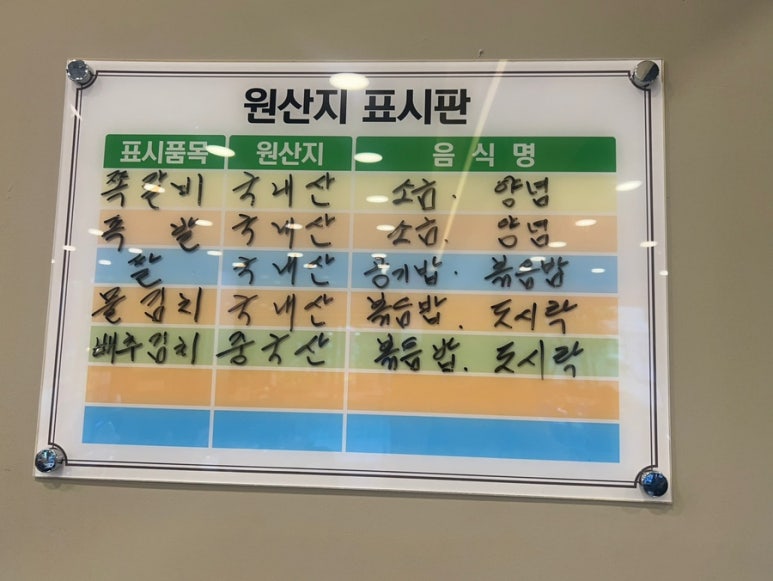 원산지 표시판
표시품목 원산지 음식명
쪽갈비 국내산 소금. 양념
족발 국내산 소금. 양념
쌀 국내산 공기밥. 볶음밥
물김치 국내산 볶음밥. 도시락
배추김치 중국산 볶음밥. 도시락